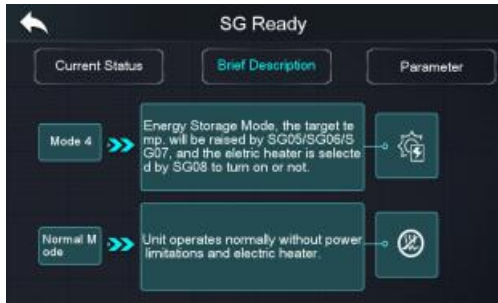 SG Ready
Current Status
Brief Description
Parameter
Mode 4
Energy Storage Mode, the target te
mp. will be raised by SG05/SG06/S
G07, and the eletric heater is selecte
d by SG08 to turn on or not.
Normal M
ode
Unit operates normally without power
limitations and electric heater.